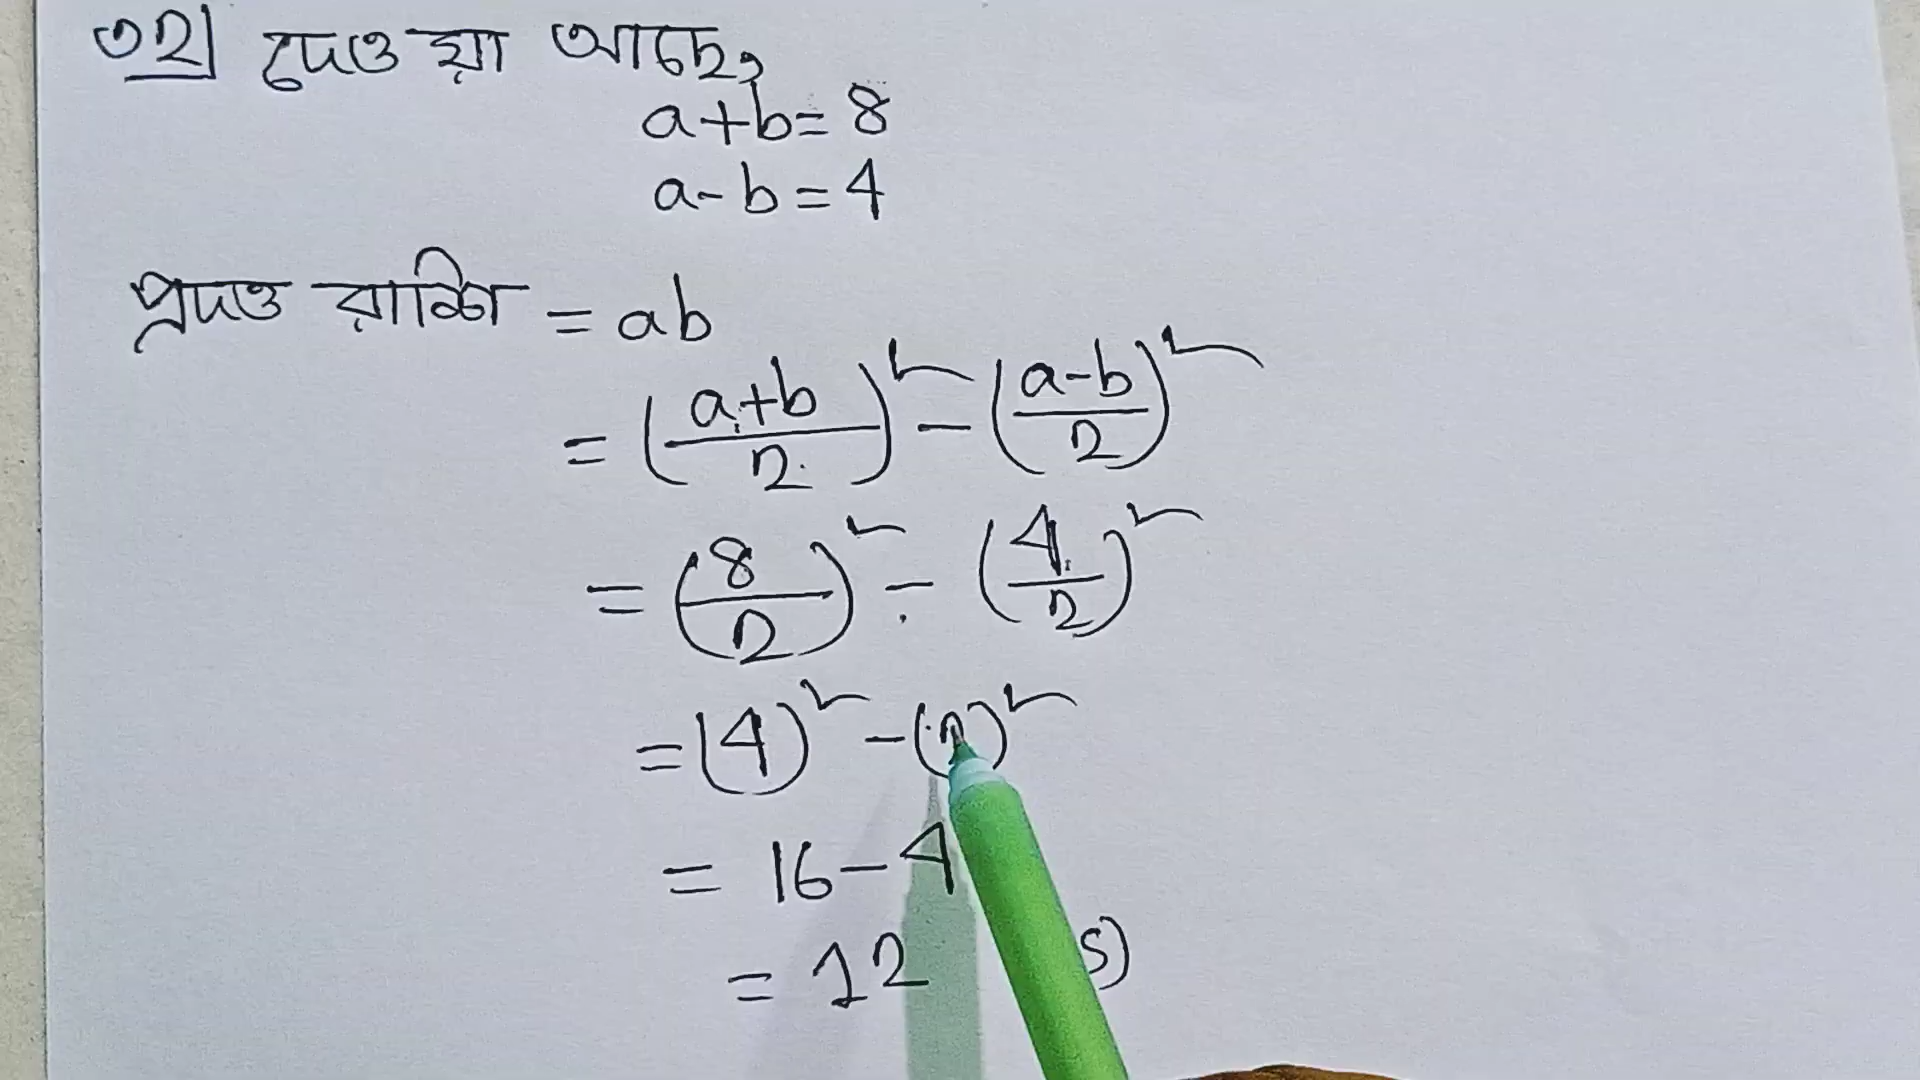 ৩২| দেওয়া আছে,
a+b=8
a-b=4
প্রদত্ত রাশি = ab
= (a+b/2)² - (a-b/2)²
= (8/2)² - (4/2)²
= (4)² - (2)²
= 16-4
= 12 s)